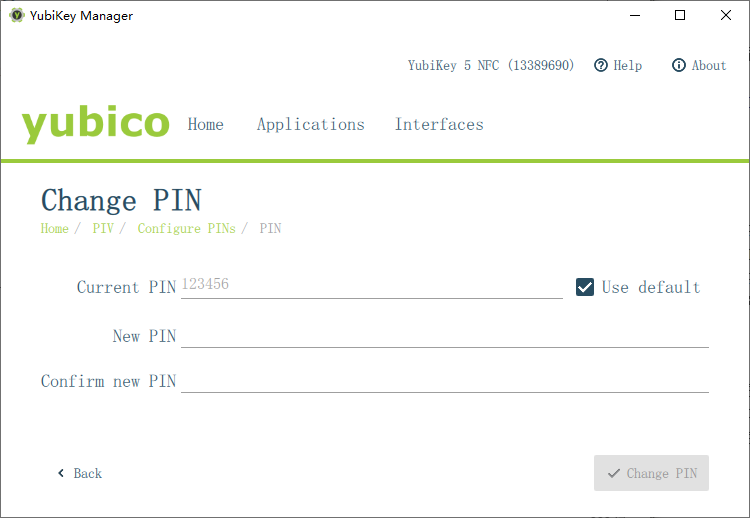 YubiKey Manager
YubiKey 5 NFC (13389690) Help About
yubico Home Applications Interfaces
Change PIN
Home / PIV / Configure PINs / PIN
Current PIN 123456 Use default
New PIN
Confirm new PIN
Back Change PIN